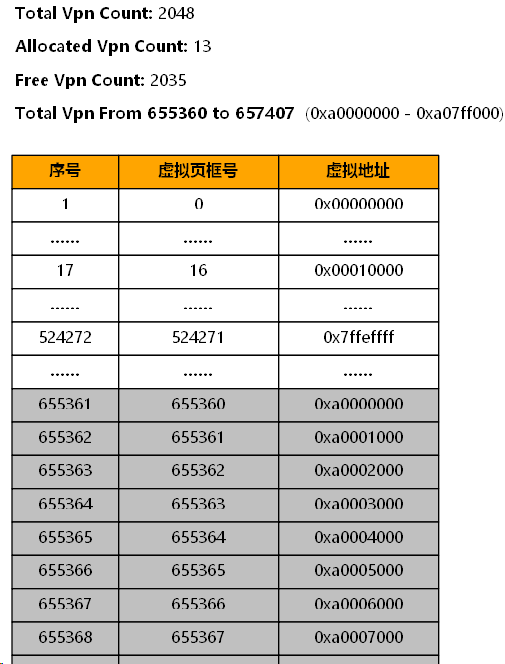 Total Vpn Count: 2048
Allocated Vpn Count: 13
Free Vpn Count: 2035
Total Vpn From 655360 to 657407 (0xa0000000 - 0xa07ff000)
序号 虚拟页框号 虚拟地址
1 0 0x00000000
...... ...... ......
17 16 0x00010000
...... ...... ......
524272 524271 0x7ffeffff
...... ...... ......
655361 655360 0xa0000000
655362 655361 0xa0001000
655363 655362 0xa0002000
655364 655363 0xa0003000
655365 655364 0xa0004000
655366 655365 0xa0005000
655367 655366 0xa0006000
655368 655367 0xa0007000